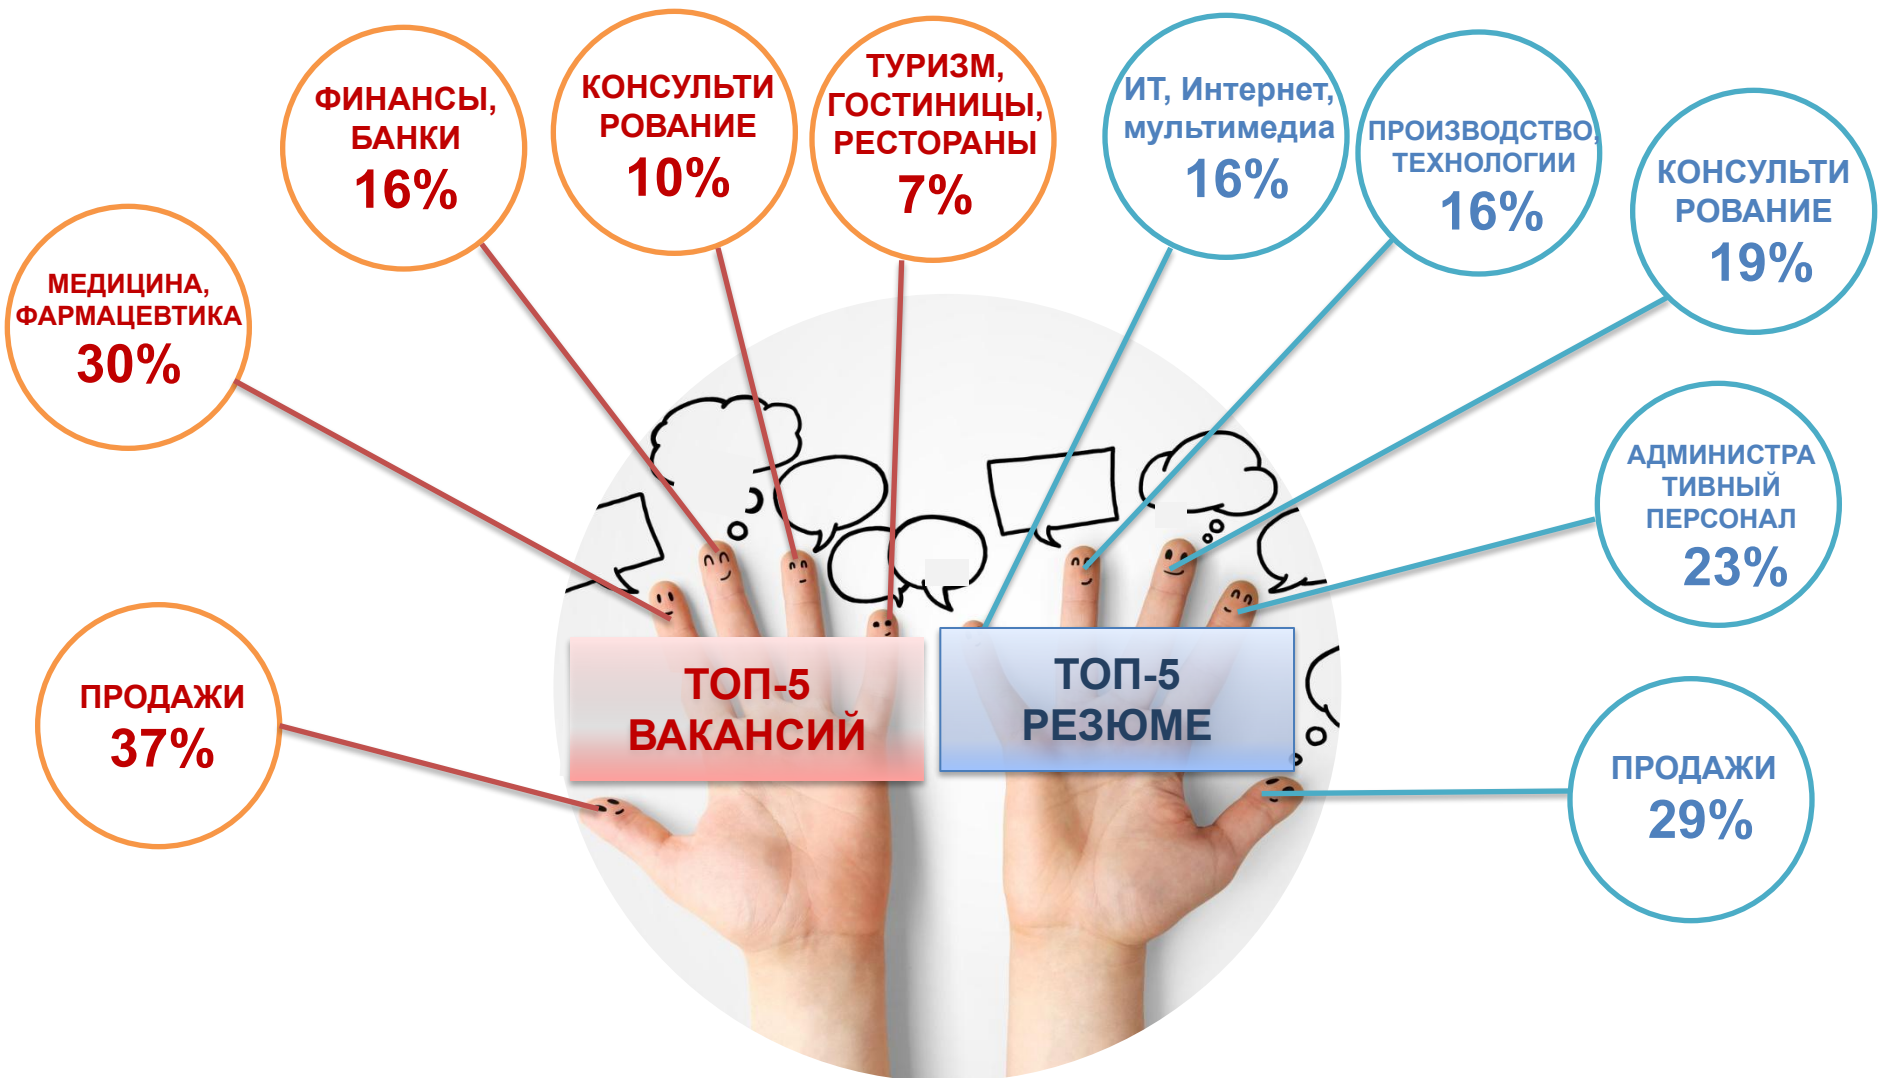 ФИНАНСЫ,
БАНКИ
16%
КОНСУЛЬТИ
РОВАНИЕ
10%
ТУРИЗМ,
ГОСТИНИЦЫ,
РЕСТОРАНЫ
7%
ИТ, Интернет,
мультимедиа
16%
ПРОИЗВОДСТВО,
ТЕХНОЛОГИИ
16%
КОНСУЛЬТИ
РОВАНИЕ
19%
МЕДИЦИНА,
ФАРМАЦЕВТИКА
30%
АДМИНИСТРА
ТИВНЫЙ
ПЕРСОНАЛ
23%
ПРОДАЖИ
37%
ТОП-5
ВАКАНСИЙ
ТОП-5
РЕЗЮМЕ
ПРОДАЖИ
29%